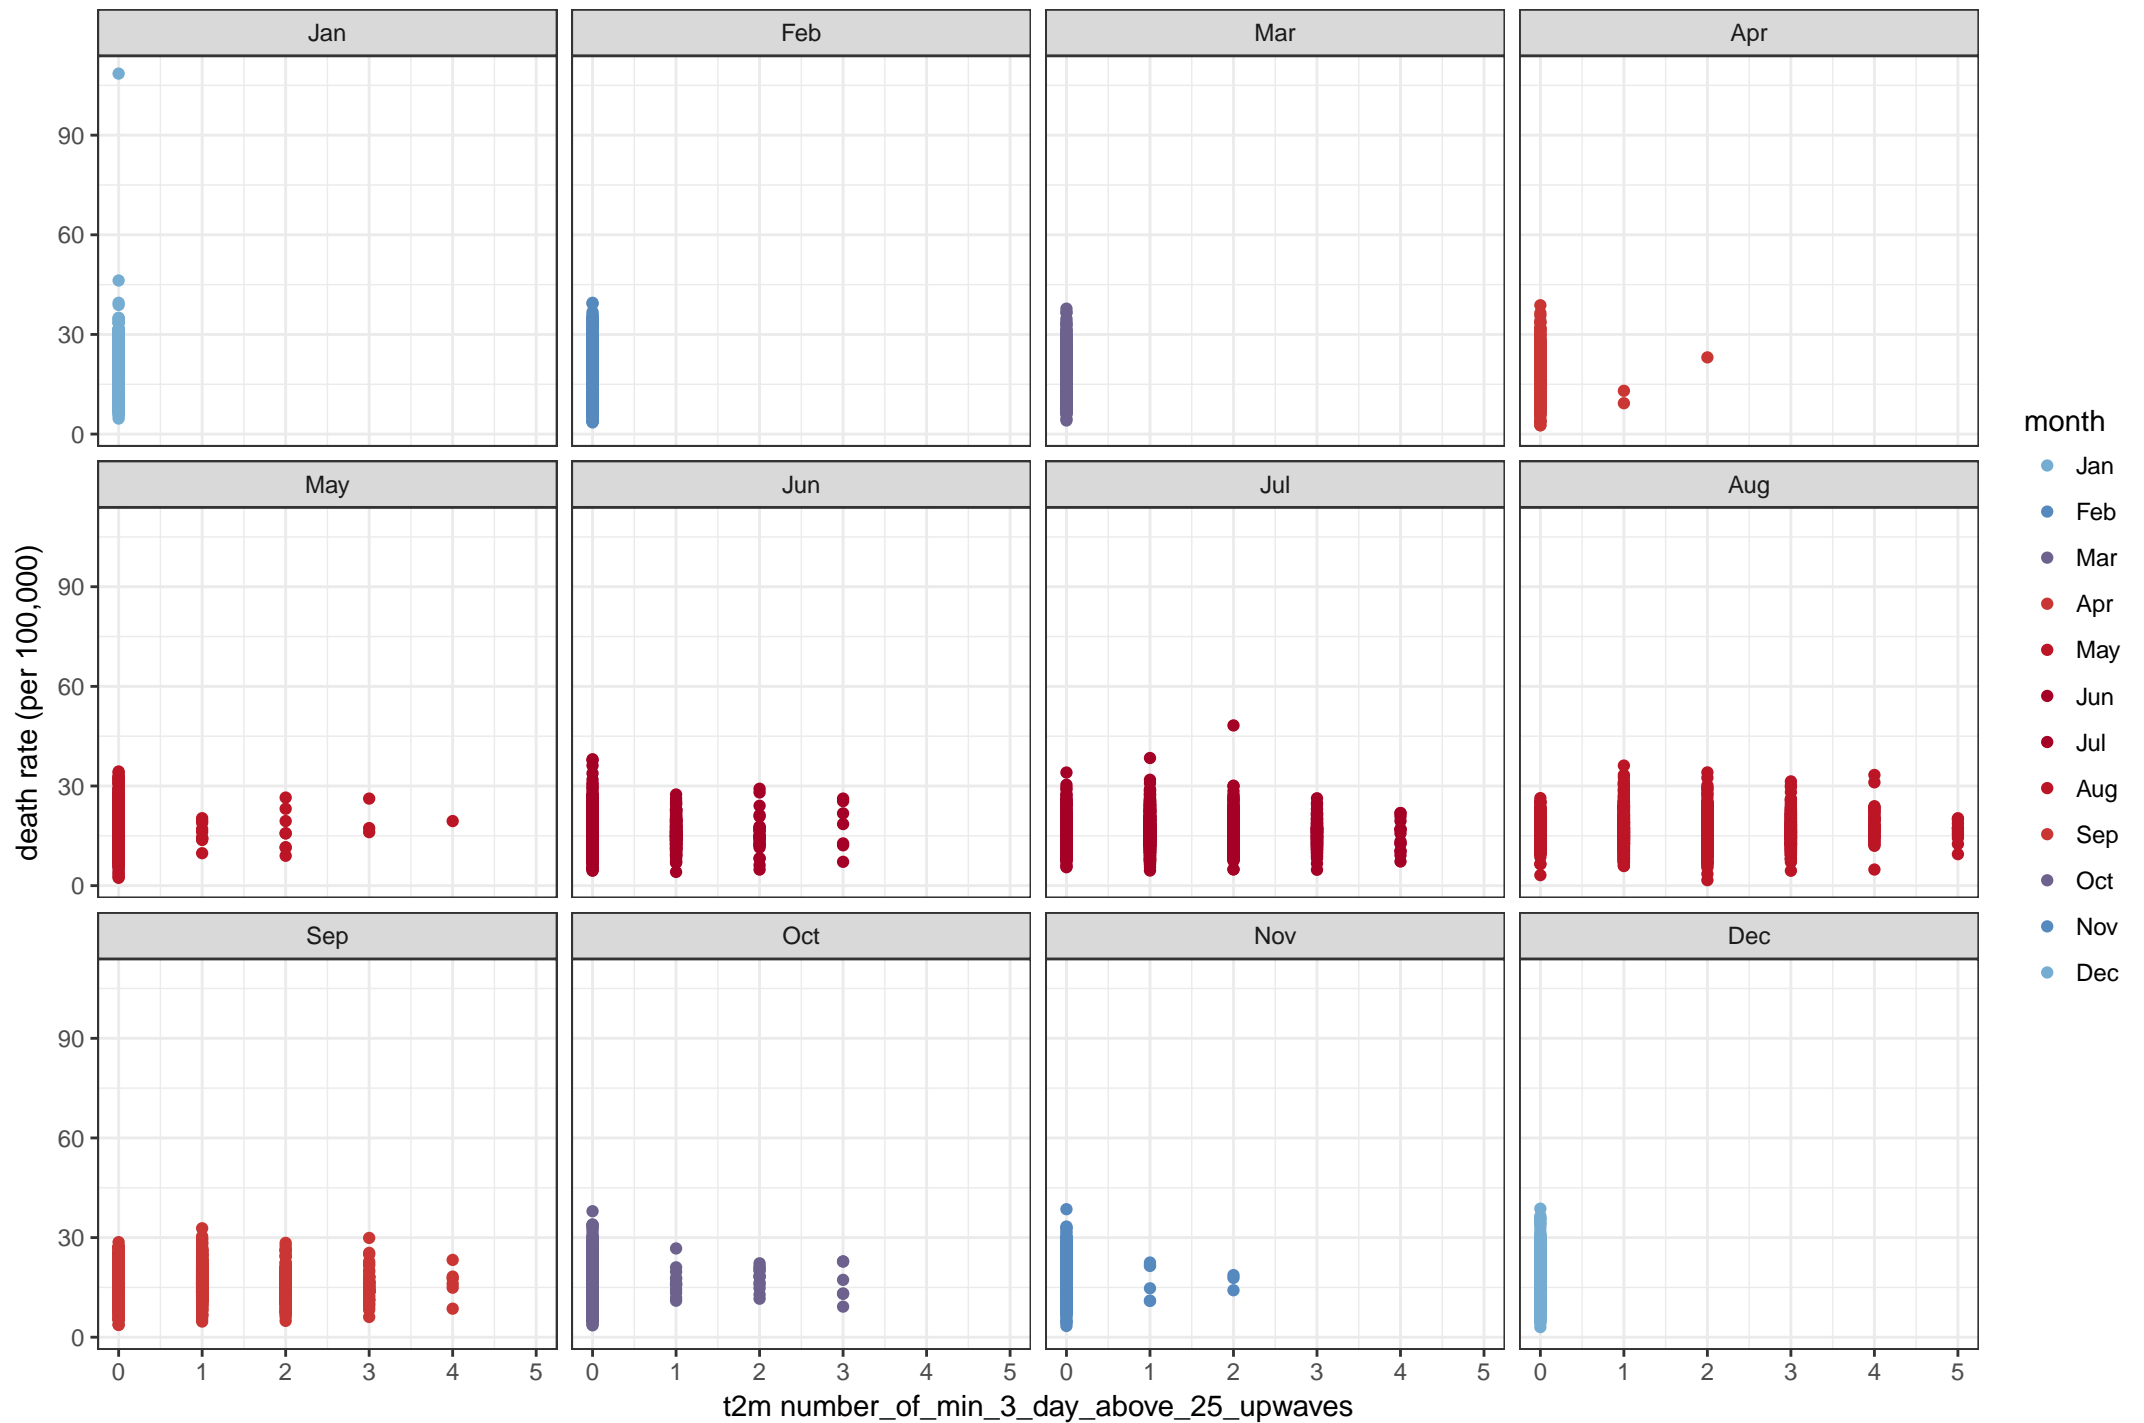 Jan Feb Mar Apr
90
60
30
0
May Jun Jul Aug
90
60
30
0
Sep Oct Nov Dec
90
60
30
0
0 1 2 3 4 5 0 1 2 3 4 5 0 1 2 3 4 5 0 1 2 3 4 5
t2m number_of_min_3_day_above_25_upwaves
death rate (per 100,000)
month
Jan
Feb
Mar
Apr
May
Jun
Jul
Aug
Sep
Oct
Nov
Dec